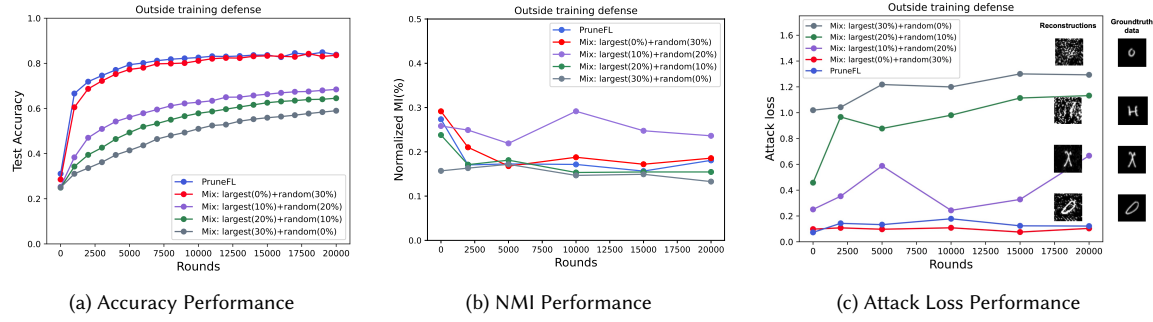 Outside training defense
Test Accuracy
1.0
0.8
0.6
0.4
0.2
0.0
PruneFL
Mix: largest(0%)+random(30%)
Mix: largest(10%)+random(20%)
Mix: largest(20%)+random(10%)
Mix: largest(30%)+random(0%)
0 2500 5000 7500 10000 12500 15000 17500 20000
Rounds
(a) Accuracy Performance
Outside training defense
Normalized MI(%)
0.50
0.4
0.3
0.2
0.1
0.0
PruneFL
Mix: largest(0%)+random(30%)
Mix: largest(10%)+random(20%)
Mix: largest(20%)+random(10%)
Mix: largest(30%)+random(0%)
0 2500 5000 7500 10000 12500 15000 17500 20000
Rounds
(b) NMI Performance
Outside training defense
Attack loss
1.6
1.4
1.2
1.0
0.8
0.6
0.4
0.2
0.0
Mix: largest(30%)+random(0%)
Mix: largest(20%)+random(10%)
Mix: largest(10%)+random(20%)
Mix: largest(0%)+random(30%)
PruneFL
Reconstructions
Groundtruth
data
0 2500 5000 7500 10000 12500 15000 17500 20000
Rounds
(c) Attack Loss Performance